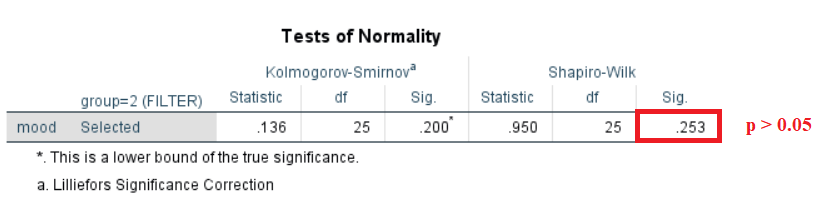 Tests of Normality
Kolmogorov-Smirnovᵃ Shapiro-Wilk
group=2 (FILTER) Statistic df Sig. Statistic df Sig.
mood Selected .136 25 .200* .950 25 .253 p > 0.05
*. This is a lower bound of the true significance.
a. Lilliefors Significance Correction